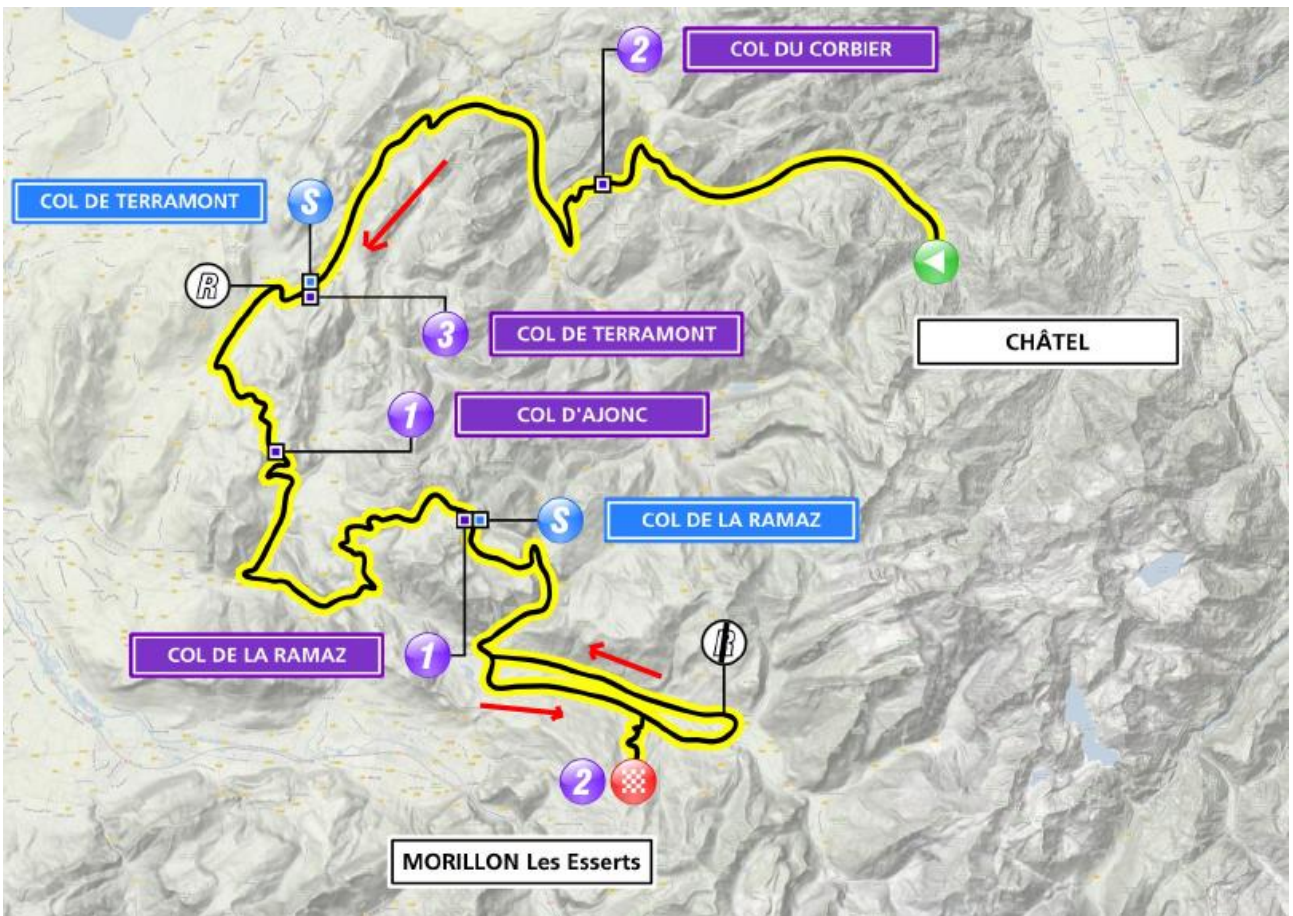 2
COL DU CORBIER
COL DE TERRAMONT
S
R
3
COL DE TERRAMONT
CHÂTEL
1
COL D'AJONC
S
COL DE LA RAMAZ
COL DE LA RAMAZ
1
R
2
MORILLON Les Esserts